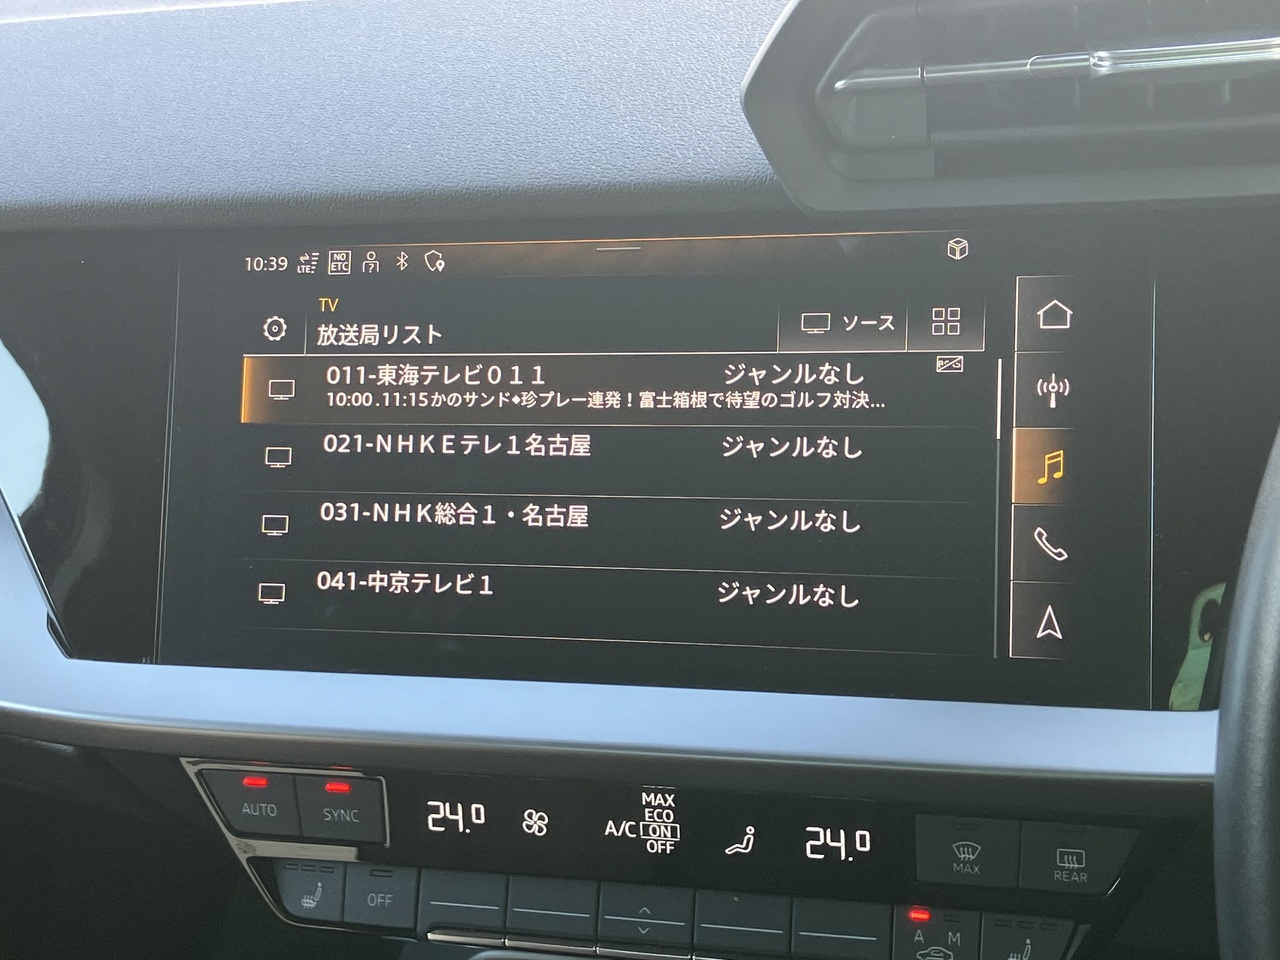 10:39 LTE NO ETC
TV
放送局リスト
ソース
011-東海テレビ０１１ ジャンルなし
10:00 .11:15かのサンド◆珍プレー連発！富士箱根で待望のゴルフ対決...
021-ＮＨＫＥテレ１名古屋 ジャンルなし
031-ＮＨＫ総合１・名古屋 ジャンルなし
041-中京テレビ１ ジャンルなし
AUTO SYNC
24.0
A/C
MAX
ECO
ON
OFF
24.0
MAX
REAR
OFF
A M